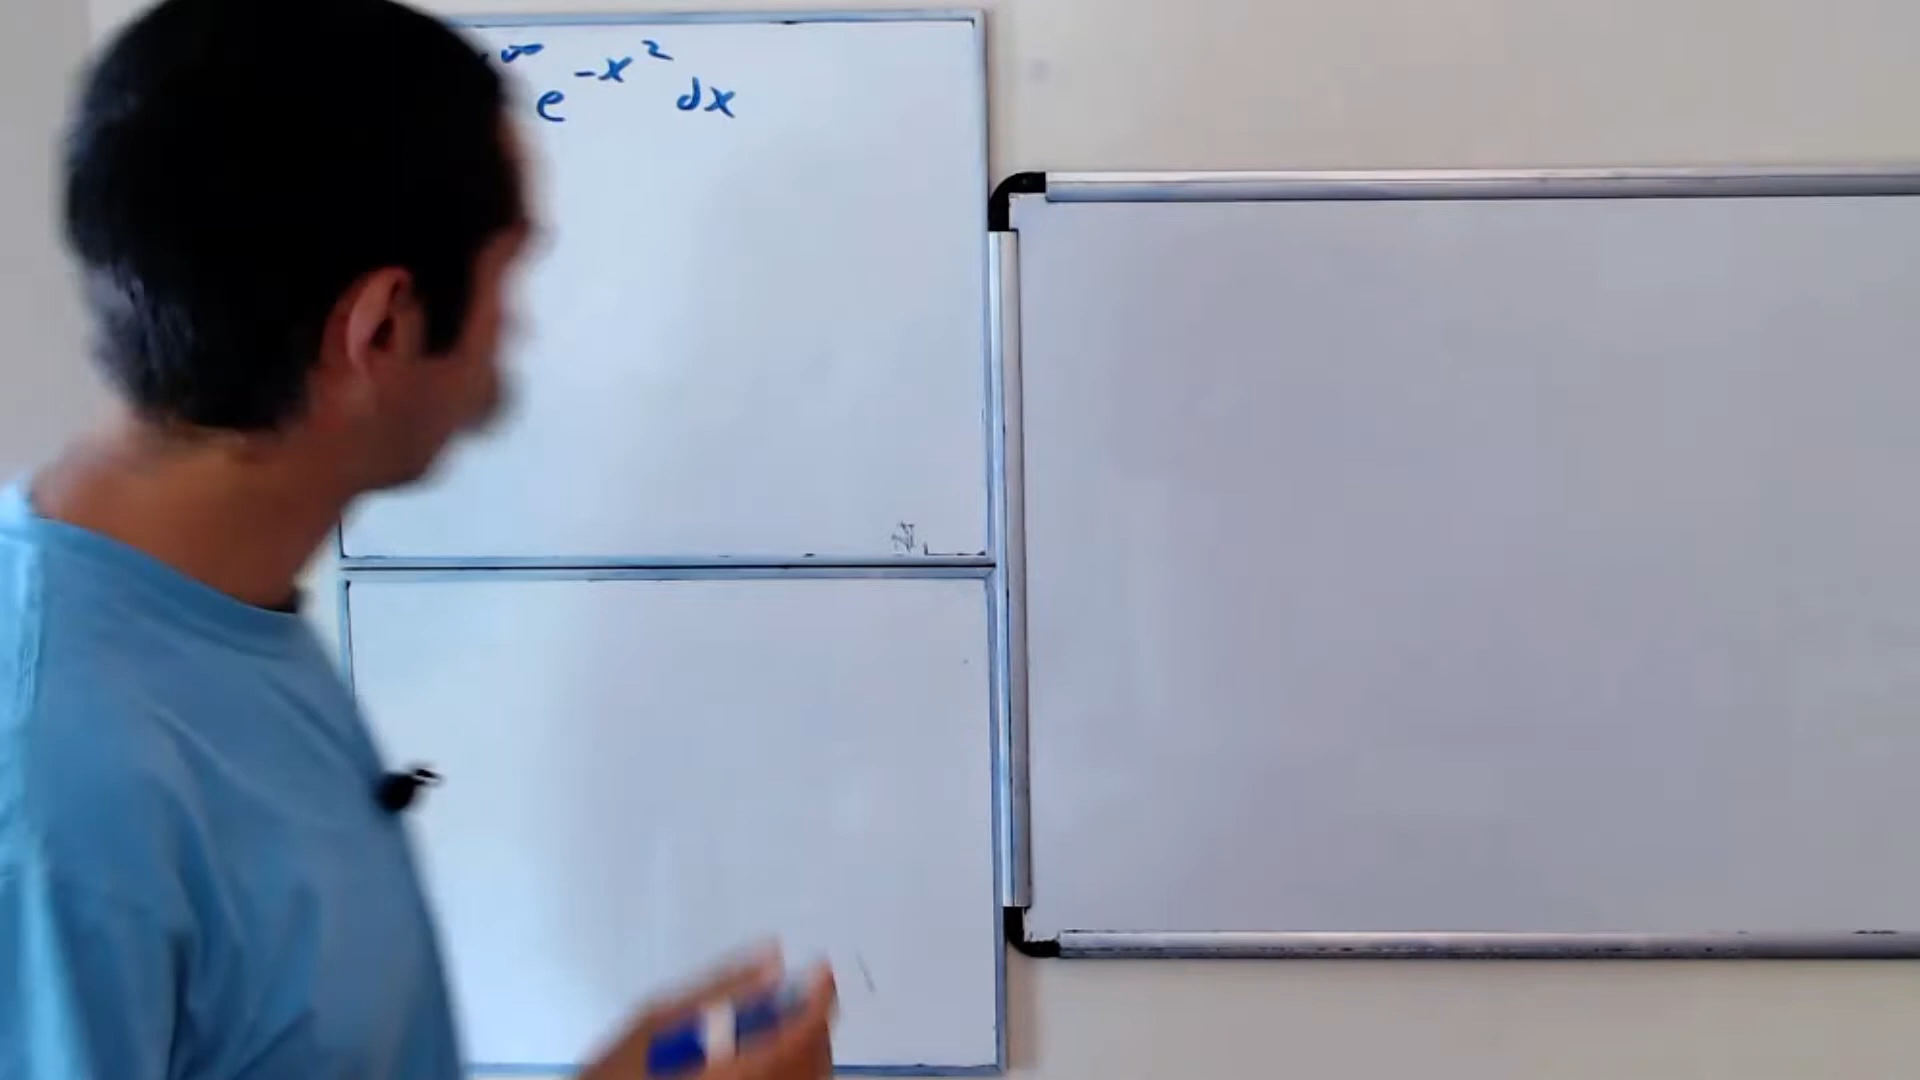 ∞ e^{-x^2} dx